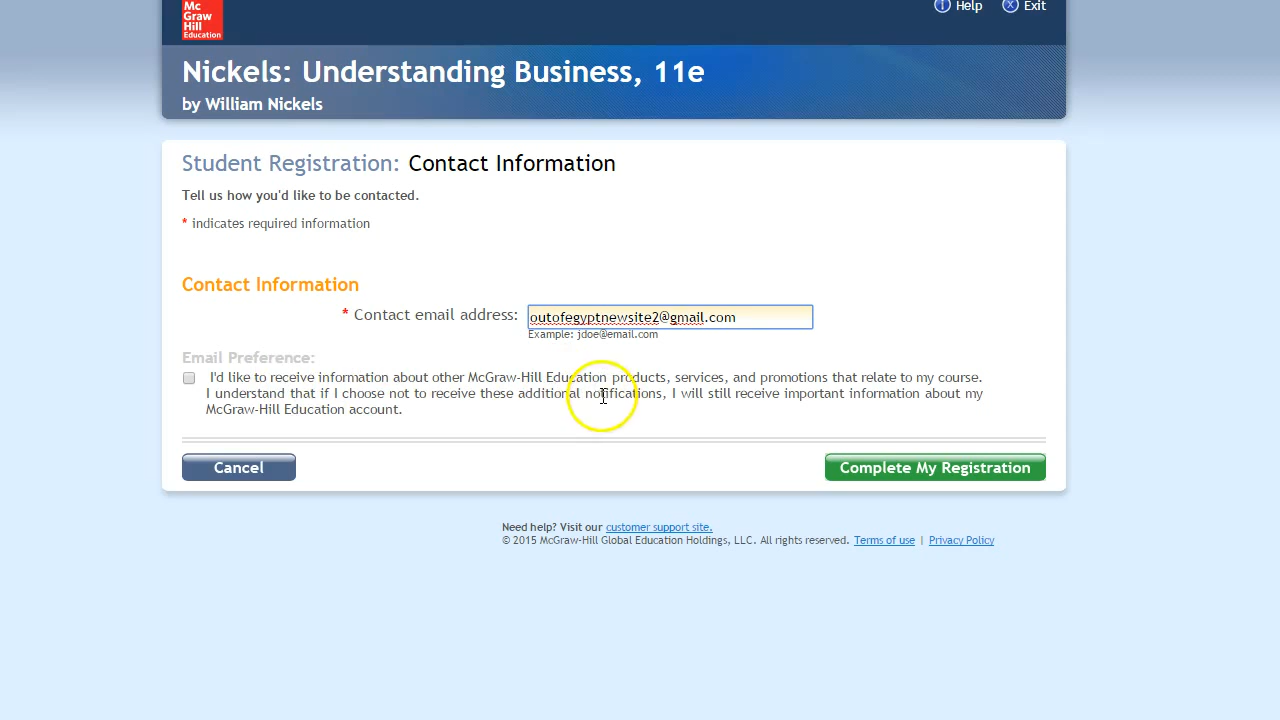 Mc
Graw
Hill
Education
Help
Exit
Nickels: Understanding Business, 11e
by William Nickels
Student Registration: Contact Information
Tell us how you'd like to be contacted.
* indicates required information
Contact Information
* Contact email address: outofegyptnewsite2@gmail.com
Example: jdoe@email.com
Email Preference:
I'd like to receive information about other McGraw-Hill Education products, services, and promotions that relate to my course.
I understand that if I choose not to receive these additional notifications, I will still receive important information about my
McGraw-Hill Education account.
Cancel
Complete My Registration
Need help? Visit our customer support site.
© 2015 McGraw-Hill Global Education Holdings, LLC. All rights reserved. Terms of use | Privacy Policy